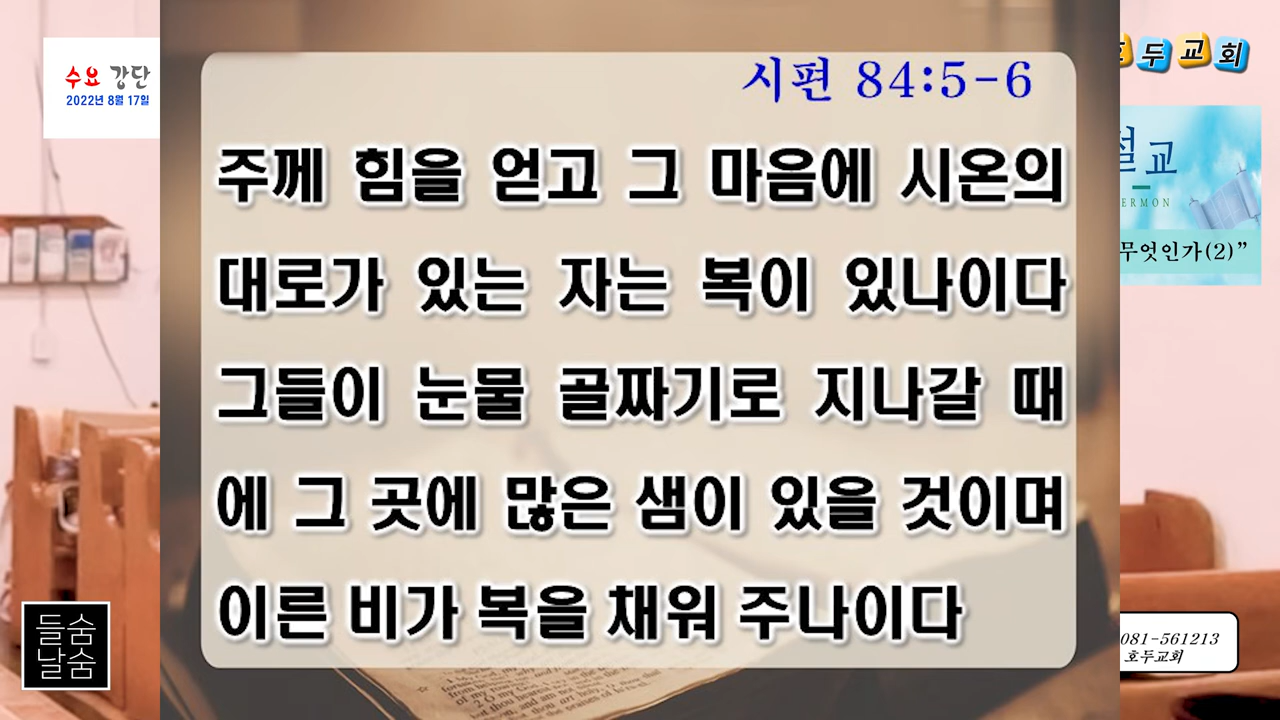 수요 강단
2022년 8월 17일
시편 84:5-6
주께 힘을 얻고 그 마음에 시온의
대로가 있는 자는 복이 있나이다
그들이 눈물 골짜기로 지나갈 때
에 그 곳에 많은 샘이 있을 것이며
이른 비가 복을 채워 주나이다
두교회
교
ERMON
무엇인가(2)”
081-561213
호두교회
들숨
날숨